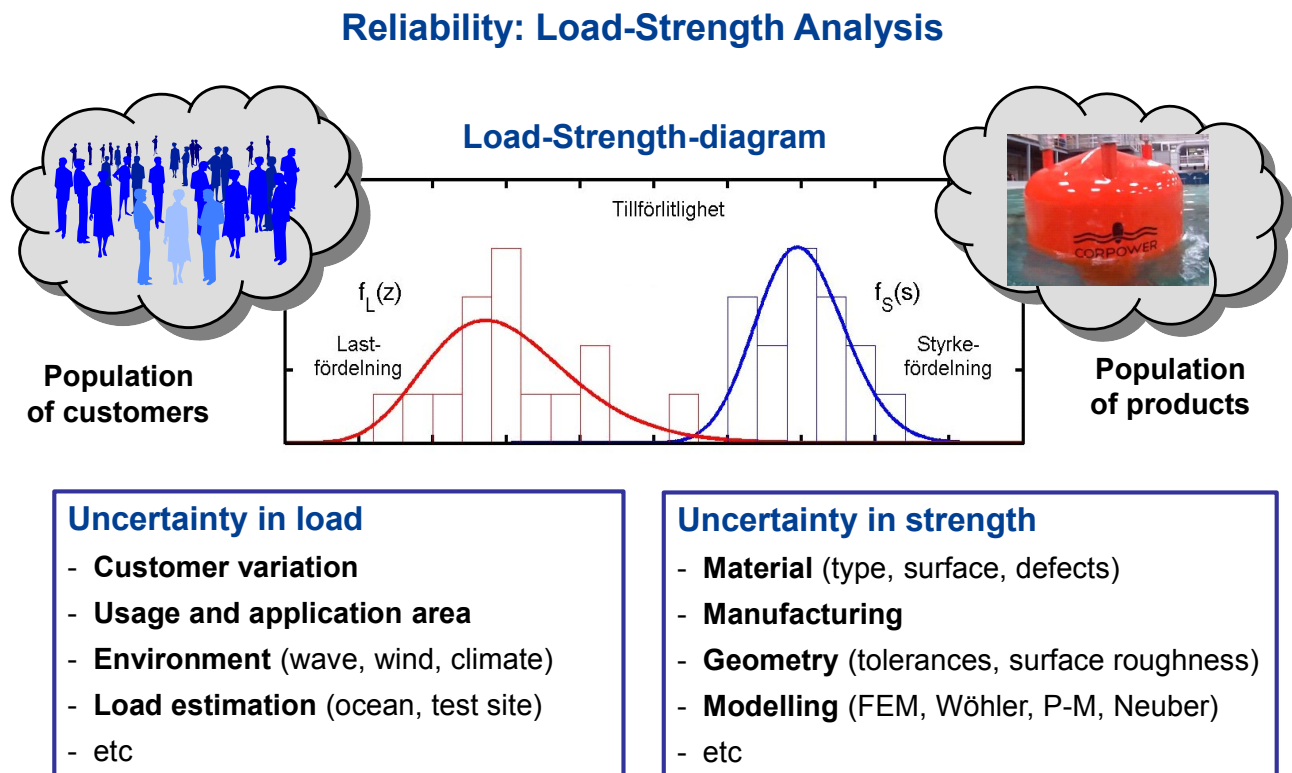 Reliability: Load-Strength Analysis
Load-Strength-diagram
Tillförlitlighet
f_L(z)
f_S(s)
Last-
fördelning
Styrke-
fördelning
CORPOWER
Population
of customers
Population
of products
Uncertainty in load
- Customer variation
- Usage and application area
- Environment (wave, wind, climate)
- Load estimation (ocean, test site)
- etc
Uncertainty in strength
- Material (type, surface, defects)
- Manufacturing
- Geometry (tolerances, surface roughness)
- Modelling (FEM, Wöhler, P-M, Neuber)
- etc